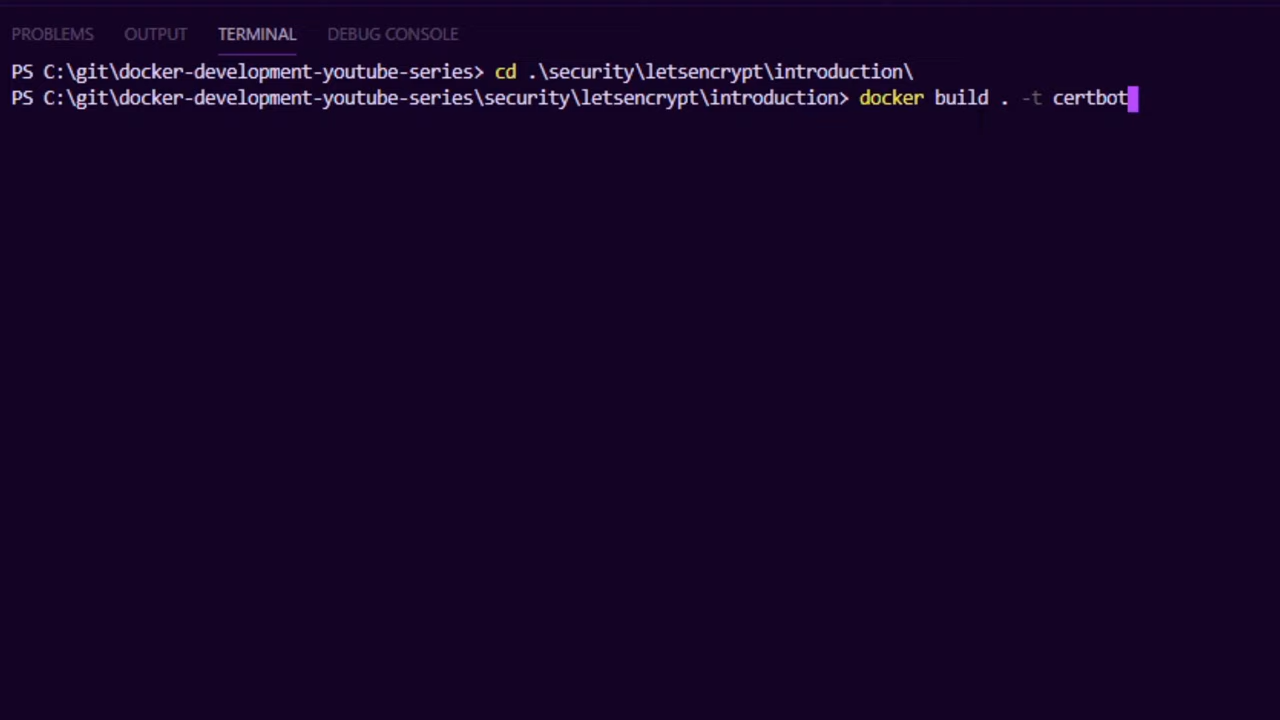 PROBLEMS OUTPUT TERMINAL DEBUG CONSOLE
PS C:\git\docker-development-youtube-series> cd .\security\letsencrypt\introduction\
PS C:\git\docker-development-youtube-series\security\letsencrypt\introduction> docker build . -t certbot